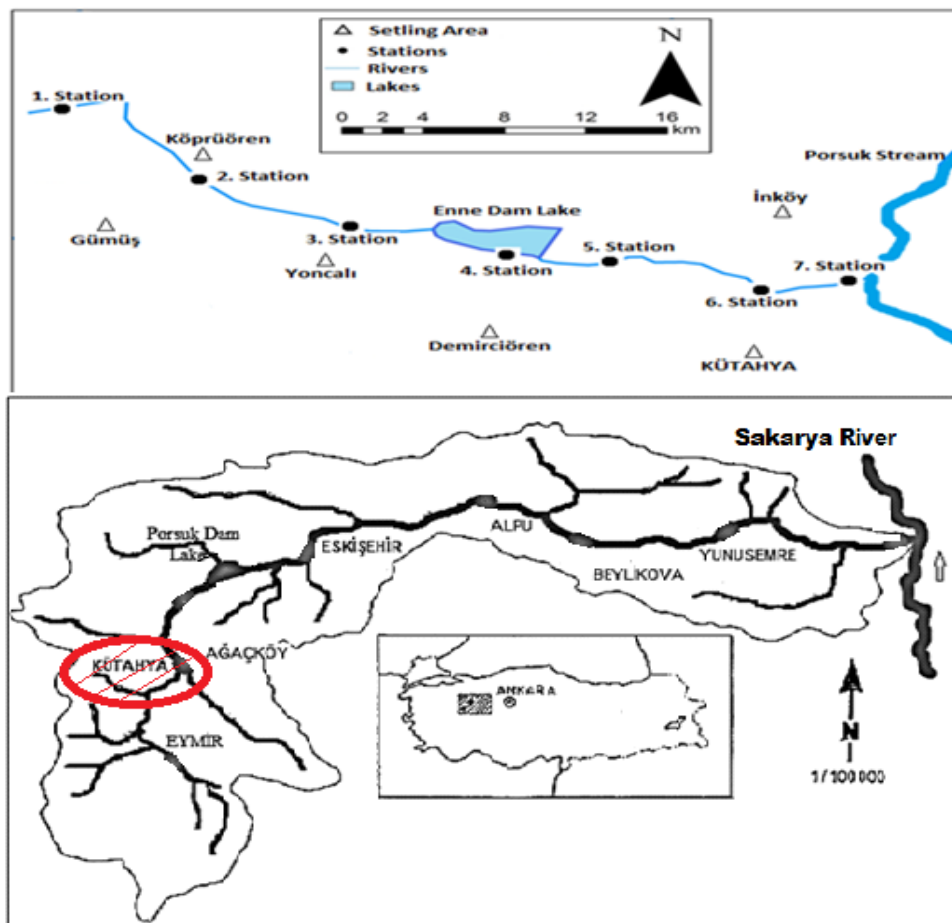 Setling Area
Stations
Rivers
Lakes
N
0 2 4 8 12 16
km
1. Station
Köprüören
2. Station
Gümüş
3. Station
Yoncalı
Enne Dam Lake
4. Station
5. Station
Demirciören
Porsuk Stream
İnköy
7. Station
6. Station
KÜTAHYA
Sakarya River
Porsuk Dam
Lake
ESKİŞEHİR
ALPU
BEYLİKOVA
YUNUSEMRE
KÜTAHYA
AĞAÇKÖY
EYMİR
ANKARA
N
1/100000